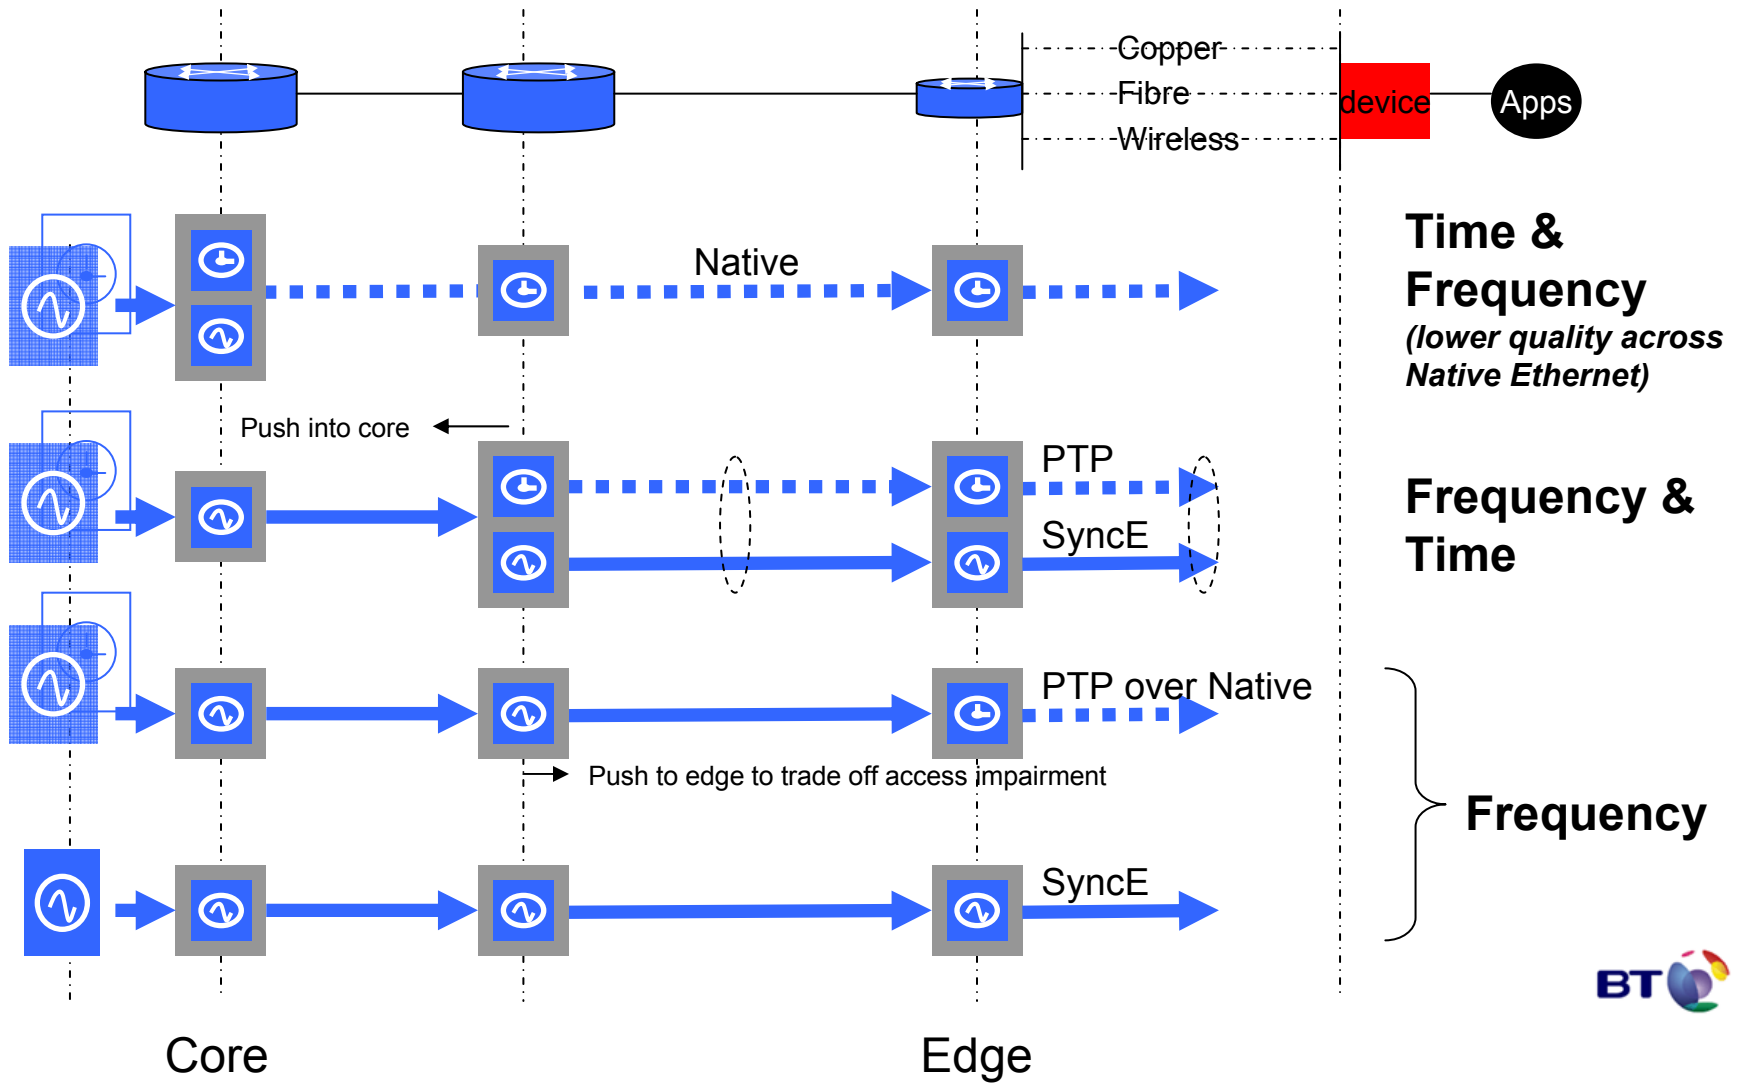 Copper
Fibre
Wireless
device
Apps
Native
Time &
Frequency
(lower quality across
Native Ethernet)
Push into core
PTP
SyncE
Frequency &
Time
PTP over Native
Push to edge to trade off access impairment
Frequency
SyncE
BT
Core
Edge